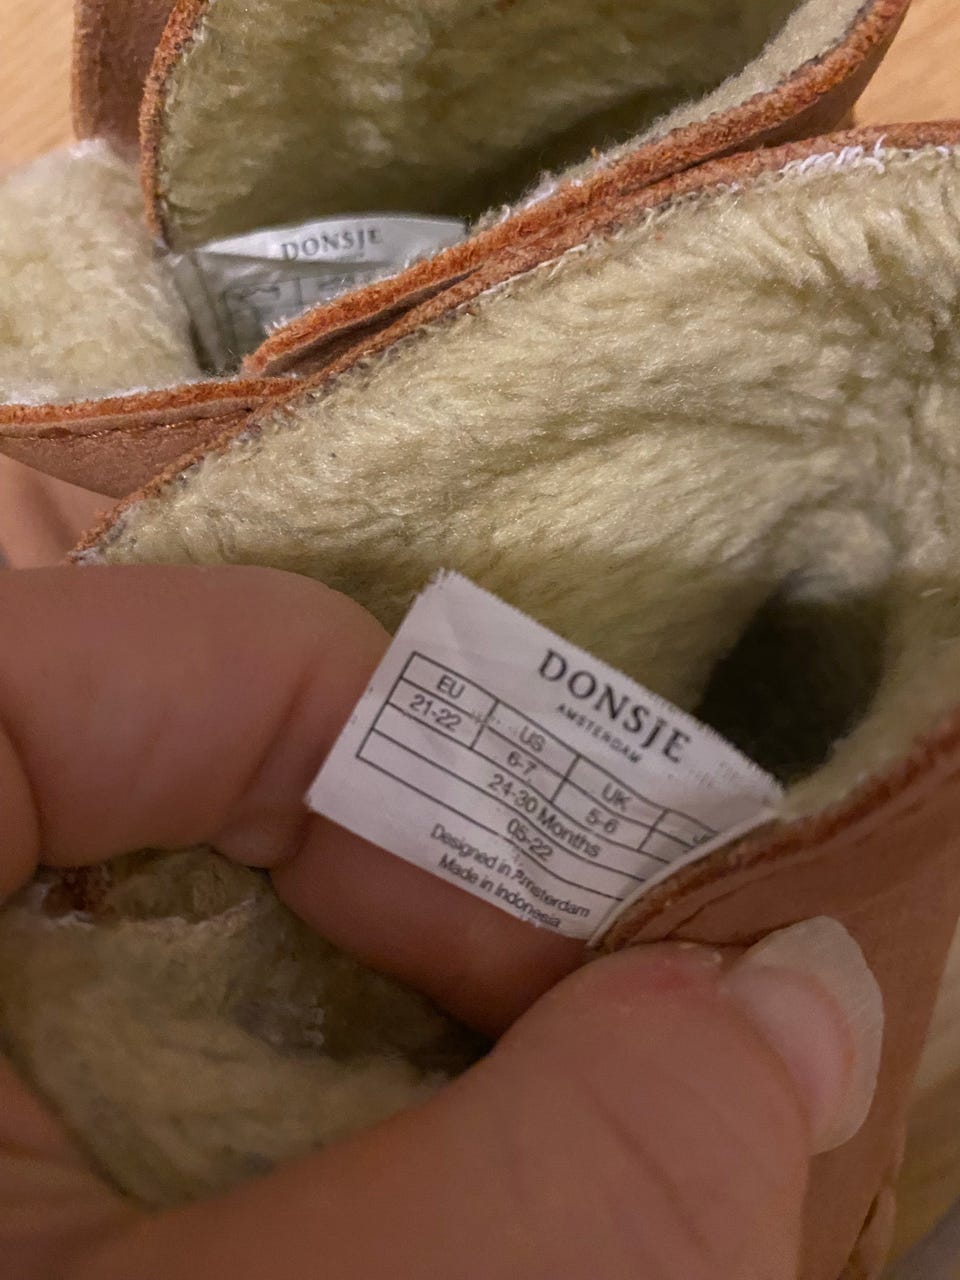 DONSJE
DONSJE
AMSTERDAM
EU US UK
21-22 6-7 5-6
24-30 Months
05-22
Designed in Amsterdam
Made in Indonesia